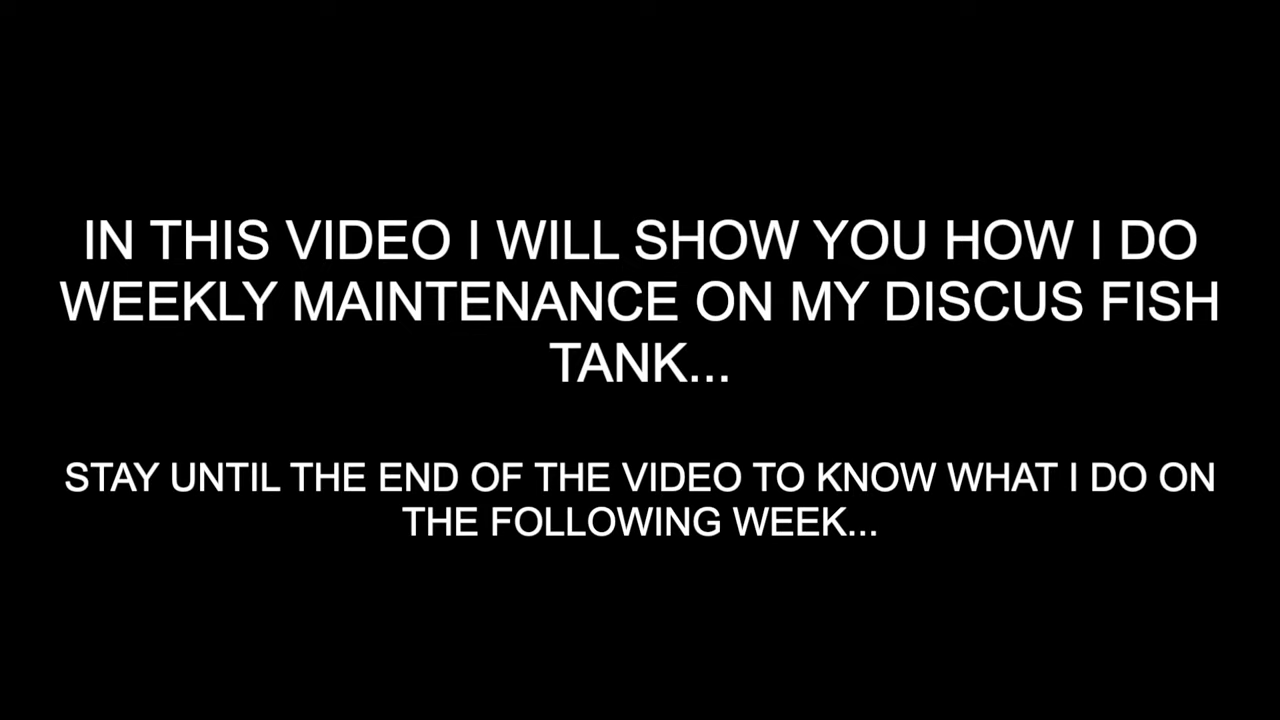 IN THIS VIDEO I WILL SHOW YOU HOW I DO
WEEKLY MAINTENANCE ON MY DISCUS FISH
TANK...
STAY UNTIL THE END OF THE VIDEO TO KNOW WHAT I DO ON
THE FOLLOWING WEEK...